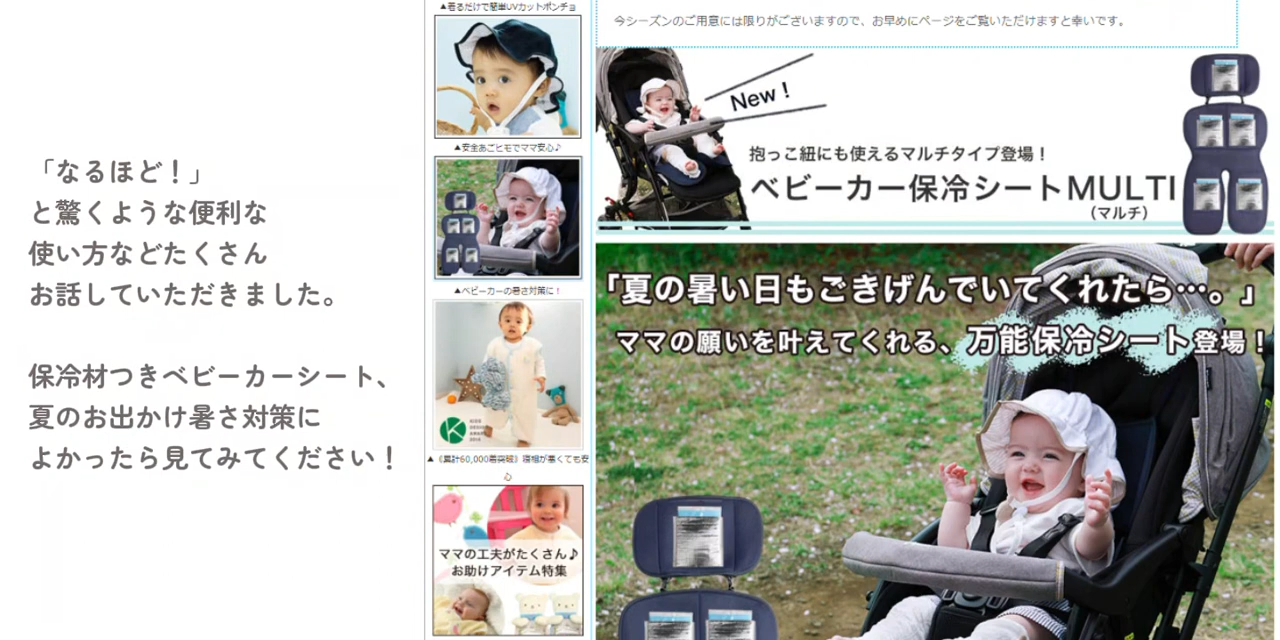 「なるほど！」
と驚くような便利な
使い方などたくさん
お話していただきました。
保冷材つきベビーカーシート、
夏のお出かけ暑さ対策に
よかったら見てみてください！
▲着るだけで簡単UVカットポンチョ
▲安全あごヒモでママ安心♪
▲ベビーカーの暑さ対策に！
▲《累計60,000着突破》寝相が悪くても安
心
ママの工夫がたくさん♪
お助けアイテム特集
今シーズンのご用意には限りがございますので、お早めにページをご覧いただけますと幸いです。
New！
抱っこ紐にも使えるマルチタイプ登場！
ベビーカー保冷シートMULTI
（マルチ）
「夏の暑い日もごきげんでいてくれたら…。」
ママの願いを叶えてくれる、万能保冷シート登場！